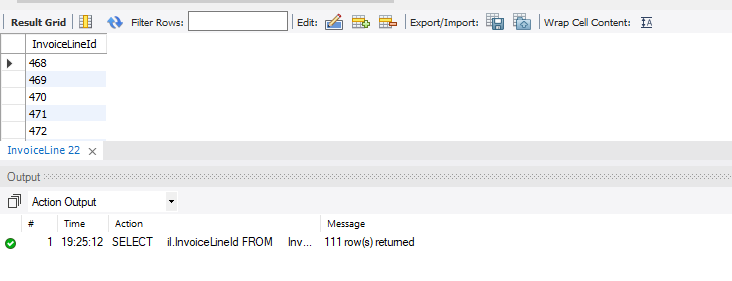 Result Grid Filter Rows: Edit: Export/Import: Wrap Cell Content: IA
InvoiceLineId
468
469
470
471
472
InvoiceLine 22 ×
Output
Action Output
# Time Action Message
1 19:25:12 SELECT il.InvoiceLineId FROM Inv... 111 row(s) returned